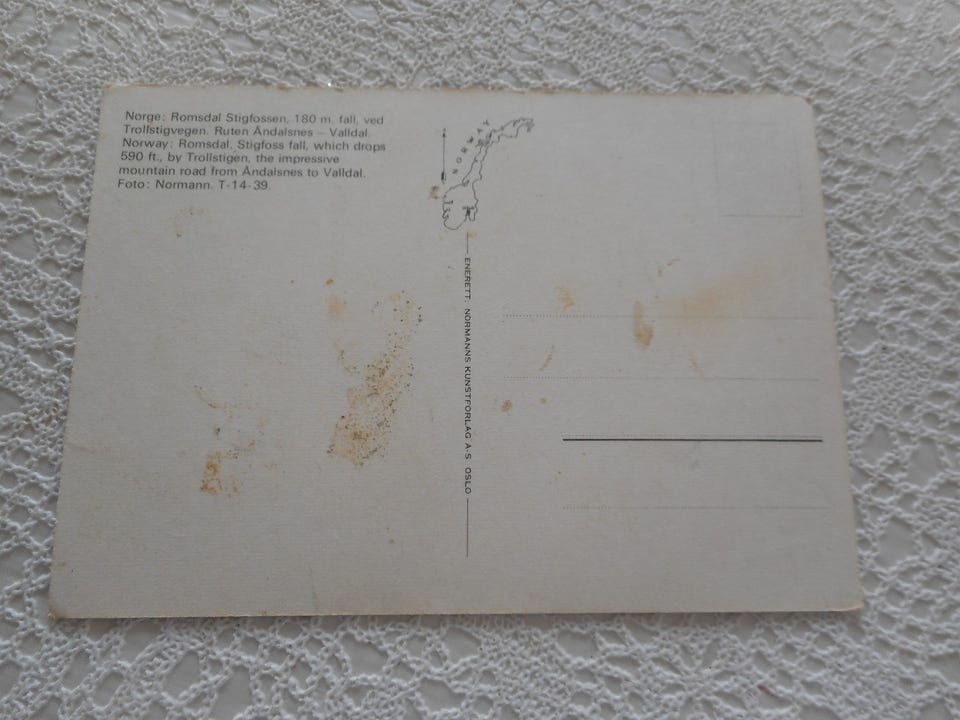 Norge: Romsdal Stigfossen, 180 m. fall, ved
Trollstigvegen. Ruten Åndalsnes – Valldal.
Norway: Romsdal. Stigfoss fall, which drops
590 ft., by Trollstigen, the impressive
mountain road from Åndalsnes to Valldal.
Foto: Normann. T-14-39.
NORWAY
ENERETT: NORMANNS KUNSTFORLAG A-S OSLO